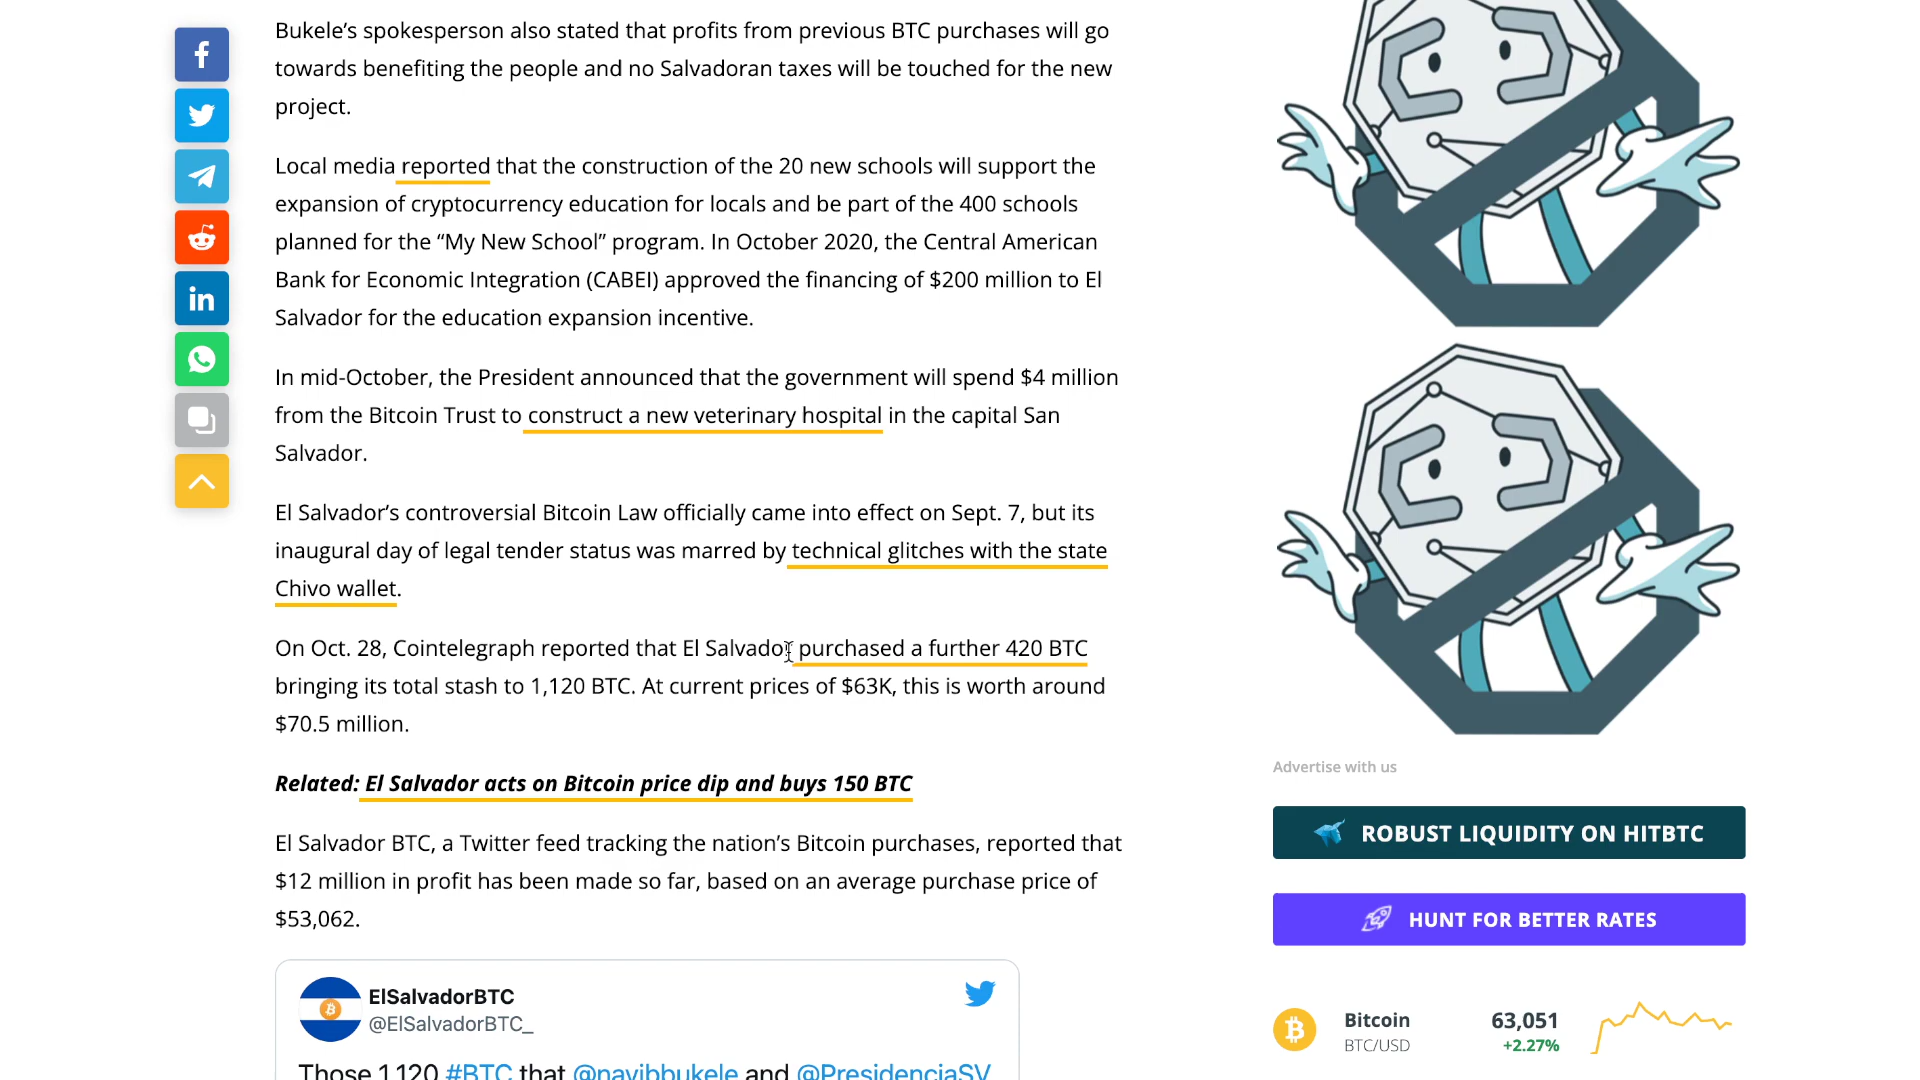 Bukele’s spokesperson also stated that profits from previous BTC purchases will go
towards benefiting the people and no Salvadoran taxes will be touched for the new
project.
Local media reported that the construction of the 20 new schools will support the
expansion of cryptocurrency education for locals and be part of the 400 schools
planned for the “My New School” program. In October 2020, the Central American
Bank for Economic Integration (CABEI) approved the financing of $200 million to El
Salvador for the education expansion incentive.
In mid-October, the President announced that the government will spend $4 million
from the Bitcoin Trust to construct a new veterinary hospital in the capital San
Salvador.
El Salvador’s controversial Bitcoin Law officially came into effect on Sept. 7, but its
inaugural day of legal tender status was marred by technical glitches with the state
Chivo wallet.
On Oct. 28, Cointelegraph reported that El Salvador purchased a further 420 BTC
bringing its total stash to 1,120 BTC. At current prices of $63K, this is worth around
$70.5 million.
Related: El Salvador acts on Bitcoin price dip and buys 150 BTC
El Salvador BTC, a Twitter feed tracking the nation’s Bitcoin purchases, reported that
$12 million in profit has been made so far, based on an average purchase price of
$53,062.
ElSalvadorBTC
@ElSalvadorBTC_
Those 1,120 #BTC that @nayibbukele and @PresidenciaSV
Advertise with us
ROBUST LIQUIDITY ON HITBTC
HUNT FOR BETTER RATES
Bitcoin 63,051
BTC/USD +2.27%